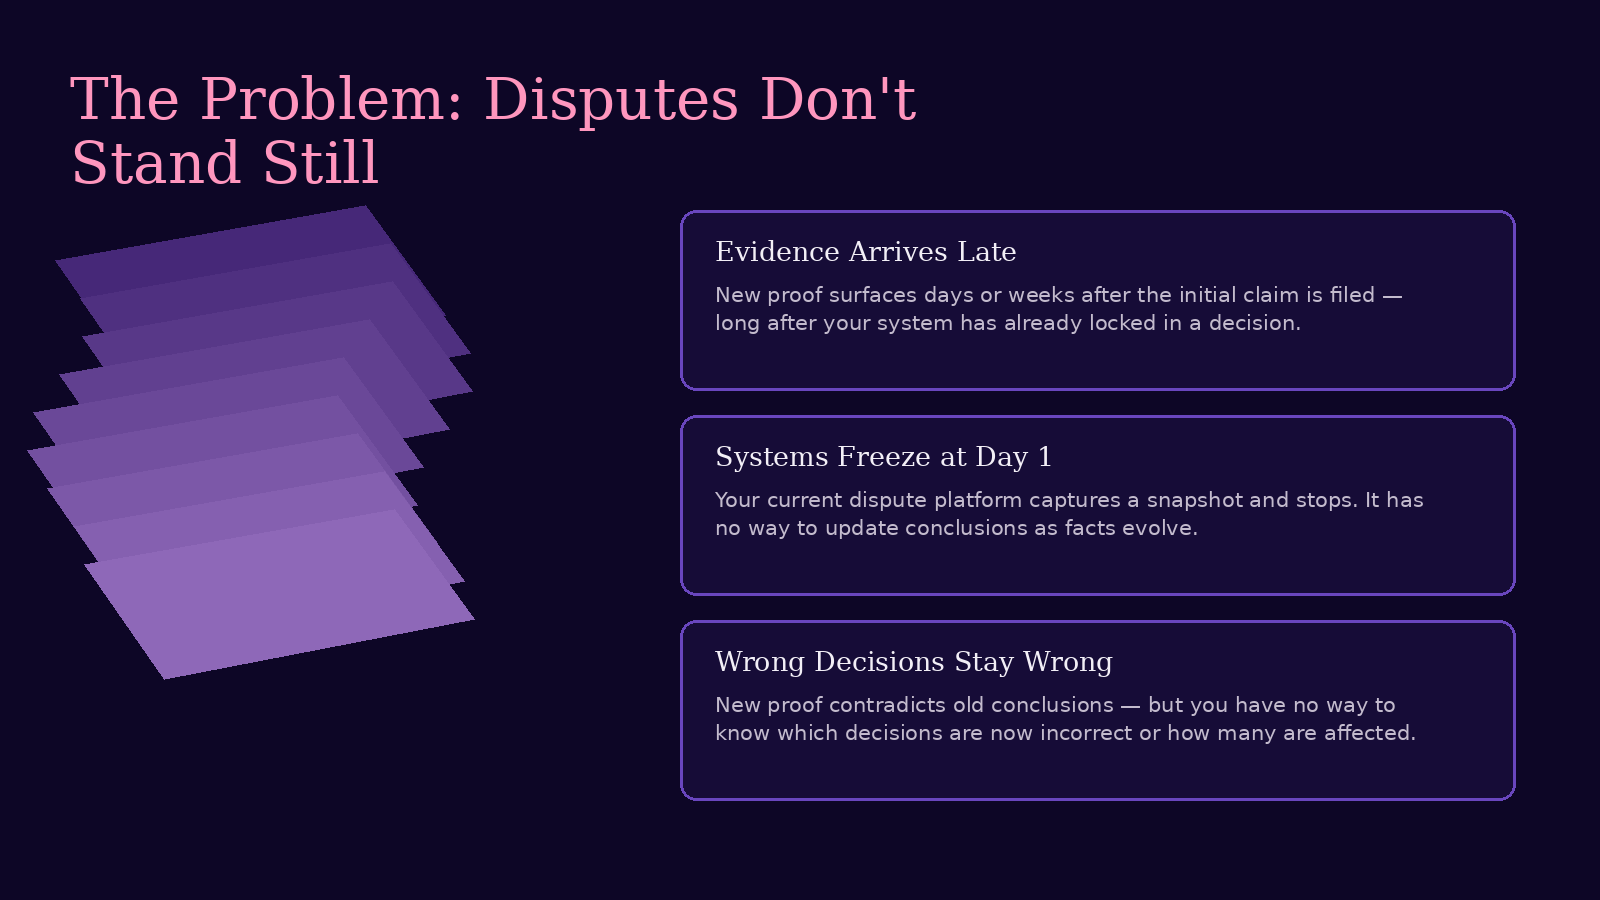 The Problem: Disputes Don't
Stand Still
Evidence Arrives Late
New proof surfaces days or weeks after the initial claim is filed —
long after your system has already locked in a decision.
Systems Freeze at Day 1
Your current dispute platform captures a snapshot and stops. It has
no way to update conclusions as facts evolve.
Wrong Decisions Stay Wrong
New proof contradicts old conclusions — but you have no way to
know which decisions are now incorrect or how many are affected.